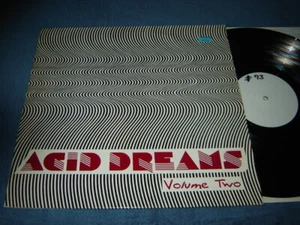 ACID DREAMS
Volume Two
#93